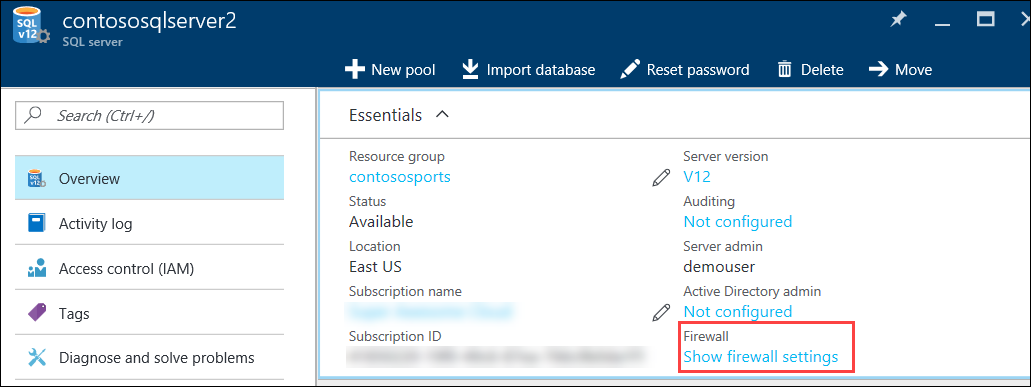 SQL
v12
contososqlserver2
SQL server
New pool
Import database
Reset password
Delete
Move
Search (Ctrl+/)
SQL
v12
Overview
Activity log
Access control (IAM)
Tags
Diagnose and solve problems
Essentials
Resource group
contososports
Status
Available
Location
East US
Subscription name
Subscription ID
Server version
V12
Auditing
Not configured
Server admin
demouser
Active Directory admin
Not configured
Firewall
Show firewall settings